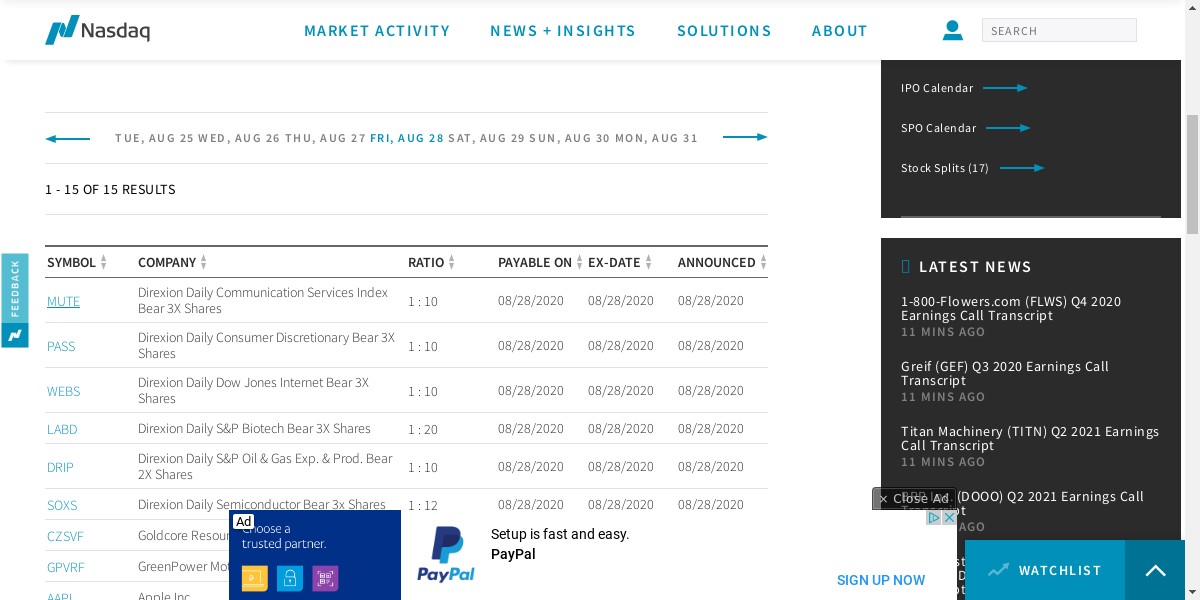 Nasdaq
MARKET ACTIVITY NEWS + INSIGHTS SOLUTIONS ABOUT
SEARCH
TUE, AUG 25 WED, AUG 26 THU, AUG 27 FRI, AUG 28 SAT, AUG 29 SUN, AUG 30 MON, AUG 31
1 - 15 OF 15 RESULTS
SYMBOL COMPANY RATIO PAYABLE ON EX-DATE ANNOUNCED
MUTE Direxion Daily Communication Services Index 1 : 10 08/28/2020 08/28/2020 08/28/2020
Bear 3X Shares
PASS Direxion Daily Consumer Discretionary Bear 3X 1 : 10 08/28/2020 08/28/2020 08/28/2020
Shares
WEBS Direxion Daily Dow Jones Internet Bear 3X 1 : 10 08/28/2020 08/28/2020 08/28/2020
Shares
LABD Direxion Daily S&P Biotech Bear 3X Shares 1 : 20 08/28/2020 08/28/2020 08/28/2020
DRIP Direxion Daily S&P Oil & Gas Exp. & Prod. Bear 1 : 10 08/28/2020 08/28/2020 08/28/2020
2X Shares
SOXS Direxion Daily Semiconductor Bear 3x Shares 1 : 12 08/28/2020 08/28/2020 08/28/2020
CZSVF Goldcore Resour
GPVRF GreenPower Mot
AAPL Apple Inc
FEEDBACK
IPO Calendar
SPO Calendar
Stock Splits (17)
LATEST NEWS
1-800-Flowers.com (FLWS) Q4 2020
Earnings Call Transcript
11 MINS AGO
Greif (GEF) Q3 2020 Earnings Call
Transcript
11 MINS AGO
Titan Machinery (TITN) Q2 2021 Earnings
Call Transcript
11 MINS AGO
(DOOO) Q2 2021 Earnings Call
AGO
× Close Ad
Ad
Choose a
trusted partner.
PayPal
Setup is fast and easy.
PayPal
SIGN UP NOW
WATCHLIST